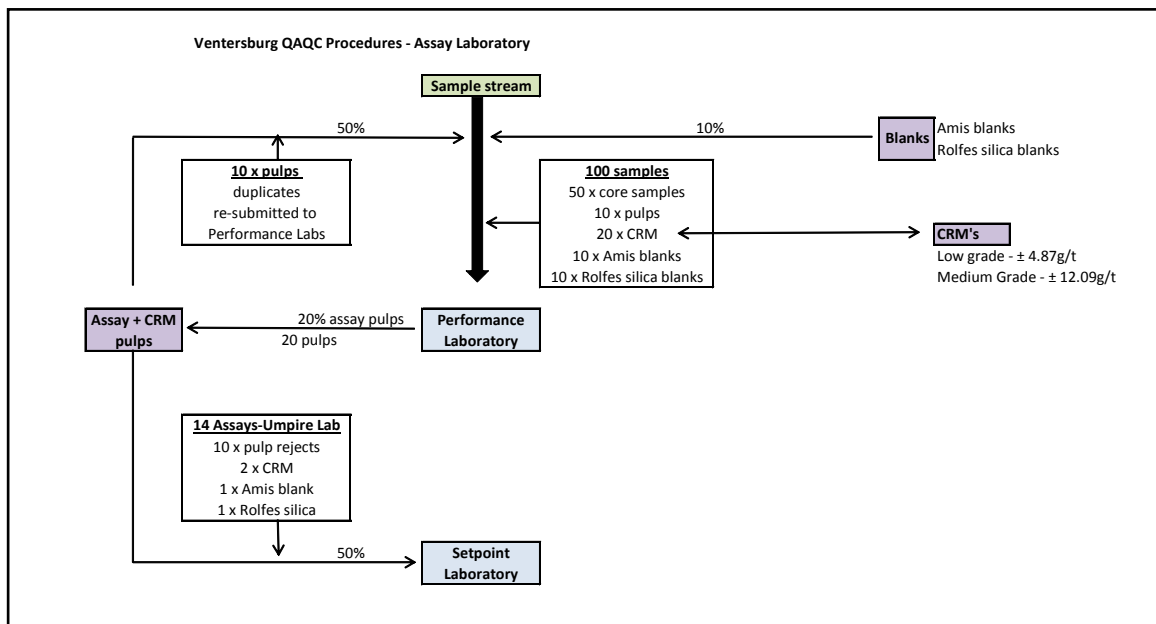 Ventersburg QAQC Procedures - Assay Laboratory
Sample stream
50%
10%
Blanks
Amis blanks
Rolfes silica blanks
10 x pulps
duplicates
re-submitted to
Performance Labs
100 samples
50 x core samples
10 x pulps
20 x CRM
10 x Amis blanks
10 x Rolfes silica blanks
CRM's
Low grade - ± 4.87g/t
Medium Grade - ± 12.09g/t
Assay + CRM
pulps
20% assay pulps
20 pulps
Performance
Laboratory
14 Assays-Umpire Lab
10 x pulp rejects
2 x CRM
1 x Amis blank
1 x Rolfes silica
50%
Setpoint
Laboratory